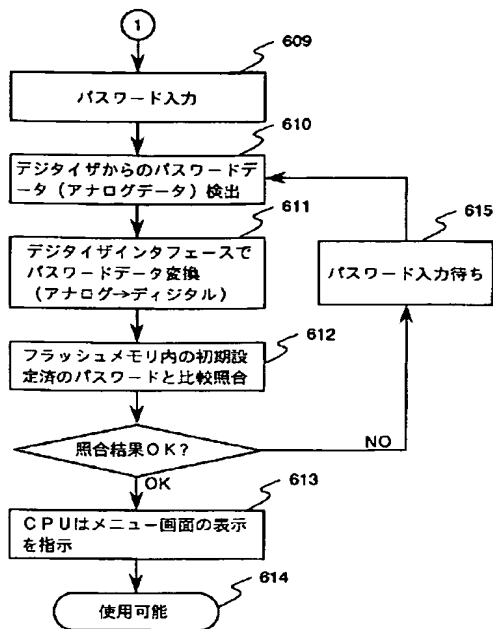 1
609
パスワード入力
610
デジタイザからのパスワードデ
ータ（アナログデータ）検出
611
615
デジタイザインタフェースで
パスワードデータ変換
（アナログ→ディジタル）
パスワード入力待ち
612
フラッシュメモリ内の初期設
定済のパスワードと比較照合
照合結果ＯＫ？
NO
OK
613
ＣＰＵはメニュー画面の表示
を指示
614
使用可能